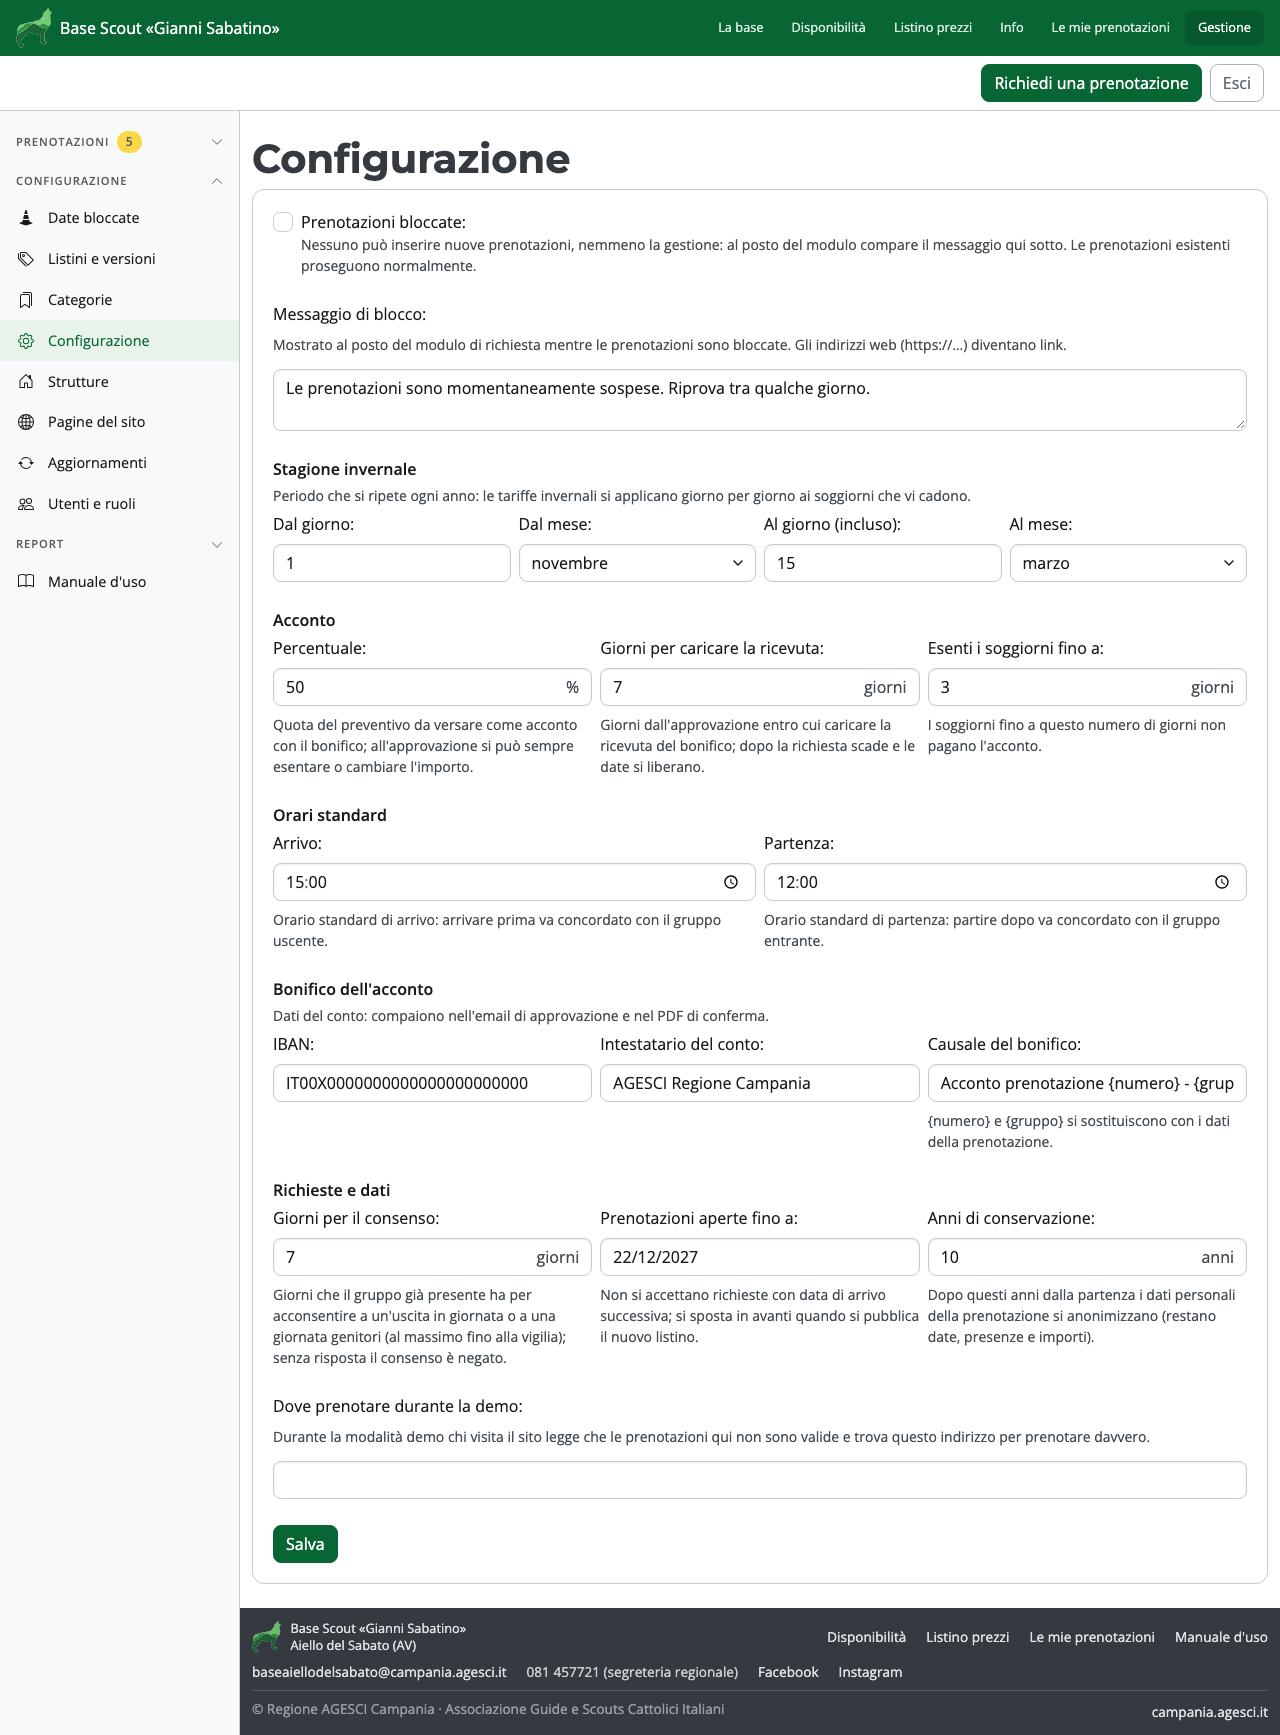 Base Scout «Gianni Sabatino»
La base
Disponibilità
Listino prezzi
Info
Le mie prenotazioni
Gestione
Richiedi una prenotazione
Esci
PRENOTAZIONI 5
CONFIGURAZIONE
Date bloccate
Listini e versioni
Categorie
Configurazione
Strutture
Pagine del sito
Aggiornamenti
Utenti e ruoli
REPORT
Manuale d'uso
Configurazione
Prenotazioni bloccate:
Nessuno può inserire nuove prenotazioni, nemmeno la gestione: al posto del modulo compare il messaggio qui sotto. Le prenotazioni esistenti
proseguono normalmente.
Messaggio di blocco:
Mostrato al posto del modulo di richiesta mentre le prenotazioni sono bloccate. Gli indirizzi web (https://...) diventano link.
Le prenotazioni sono momentaneamente sospese. Riprova tra qualche giorno.
Stagione invernale
Periodo che si ripete ogni anno: le tariffe invernali si applicano giorno per giorno ai soggiorni che vi cadono.
Dal giorno:
1
Dal mese:
novembre
Al giorno (incluso):
15
Al mese:
marzo
Acconto
Percentuale:
50 %
Quota del preventivo da versare come acconto
con il bonifico; all'approvazione si può sempre
esentare o cambiare l'importo.
Giorni per caricare la ricevuta:
7 giorni
Giorni dall'approvazione entro cui caricare la
ricevuta del bonifico; dopo la richiesta scade e le
date si liberano.
Esenti i soggiorni fino a:
3 giorni
I soggiorni fino a questo numero di giorni non
pagano l'acconto.
Orari standard
Arrivo:
15:00
Orario standard di arrivo: arrivare prima va concordato con il gruppo
uscente.
Partenza:
12:00
Orario standard di partenza: partire dopo va concordato con il gruppo
entrante.
Bonifico dell'acconto
Dati del conto: compaiono nell'email di approvazione e nel PDF di conferma.
IBAN:
IT00X0000000000000000000000
Intestatario del conto:
AGESCI Regione Campania
Causale del bonifico:
Acconto prenotazione {numero} - {grup
{numero} e {gruppo} si sostituiscono con i dati
della prenotazione.
Richieste e dati
Giorni per il consenso:
7 giorni
Giorni che il gruppo già presente ha per
acconsentire a un'uscita in giornata o a una
giornata genitori (al massimo fino alla vigilia);
senza risposta il consenso è negato.
Prenotazioni aperte fino a:
22/12/2027
Non si accettano richieste con data di arrivo
successiva; si sposta in avanti quando si pubblica
il nuovo listino.
Anni di conservazione:
10 anni
Dopo questi anni dalla partenza i dati personali
della prenotazione si anonimizzano (restano
date, presenze e importi).
Dove prenotare durante la demo:
Durante la modalità demo chi visita il sito legge che le prenotazioni qui non sono valide e trova questo indirizzo per prenotare davvero.
Salva
Base Scout «Gianni Sabatino»
Aiello del Sabato (AV)
Disponibilità
Listino prezzi
Le mie prenotazioni
Manuale d'uso
baseaiellodelsabato@campania.agesci.it
081 457721 (segreteria regionale)
Facebook
Instagram
© Regione AGESCI Campania · Associazione Guide e Scouts Cattolici Italiani
campania.agesci.it